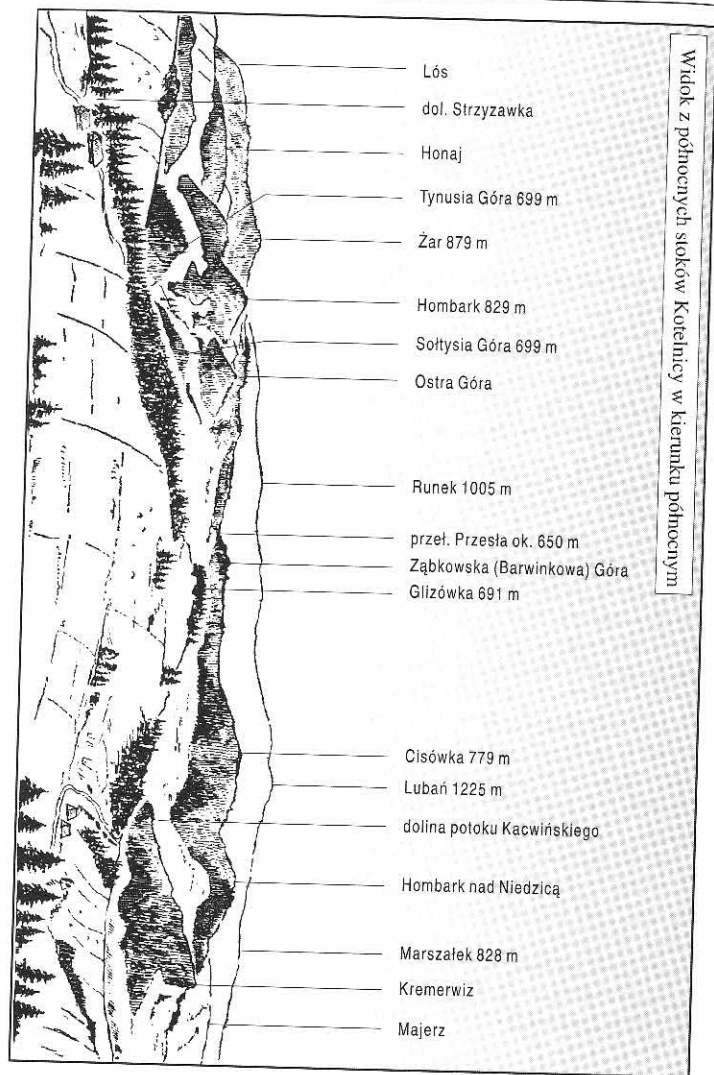 Widok z północnych stoków Kotelnicy w kierunku północnym
Lós
dol. Strzyzawka
Honaj
Tynusia Góra 699 m
Żar 879 m
Hombark 829 m
Sołtysia Góra 699 m
Ostra Góra
Runek 1005 m
przeł. Przesła ok. 650 m
Ząbkowska (Barwinkowa) Góra
Glizówka 691 m
Cisówka 779 m
Lubań 1225 m
dolina potoku Kacwińskiego
Hombark nad Niedzicą
Marszałek 828 m
Kremerwiz
Majerz